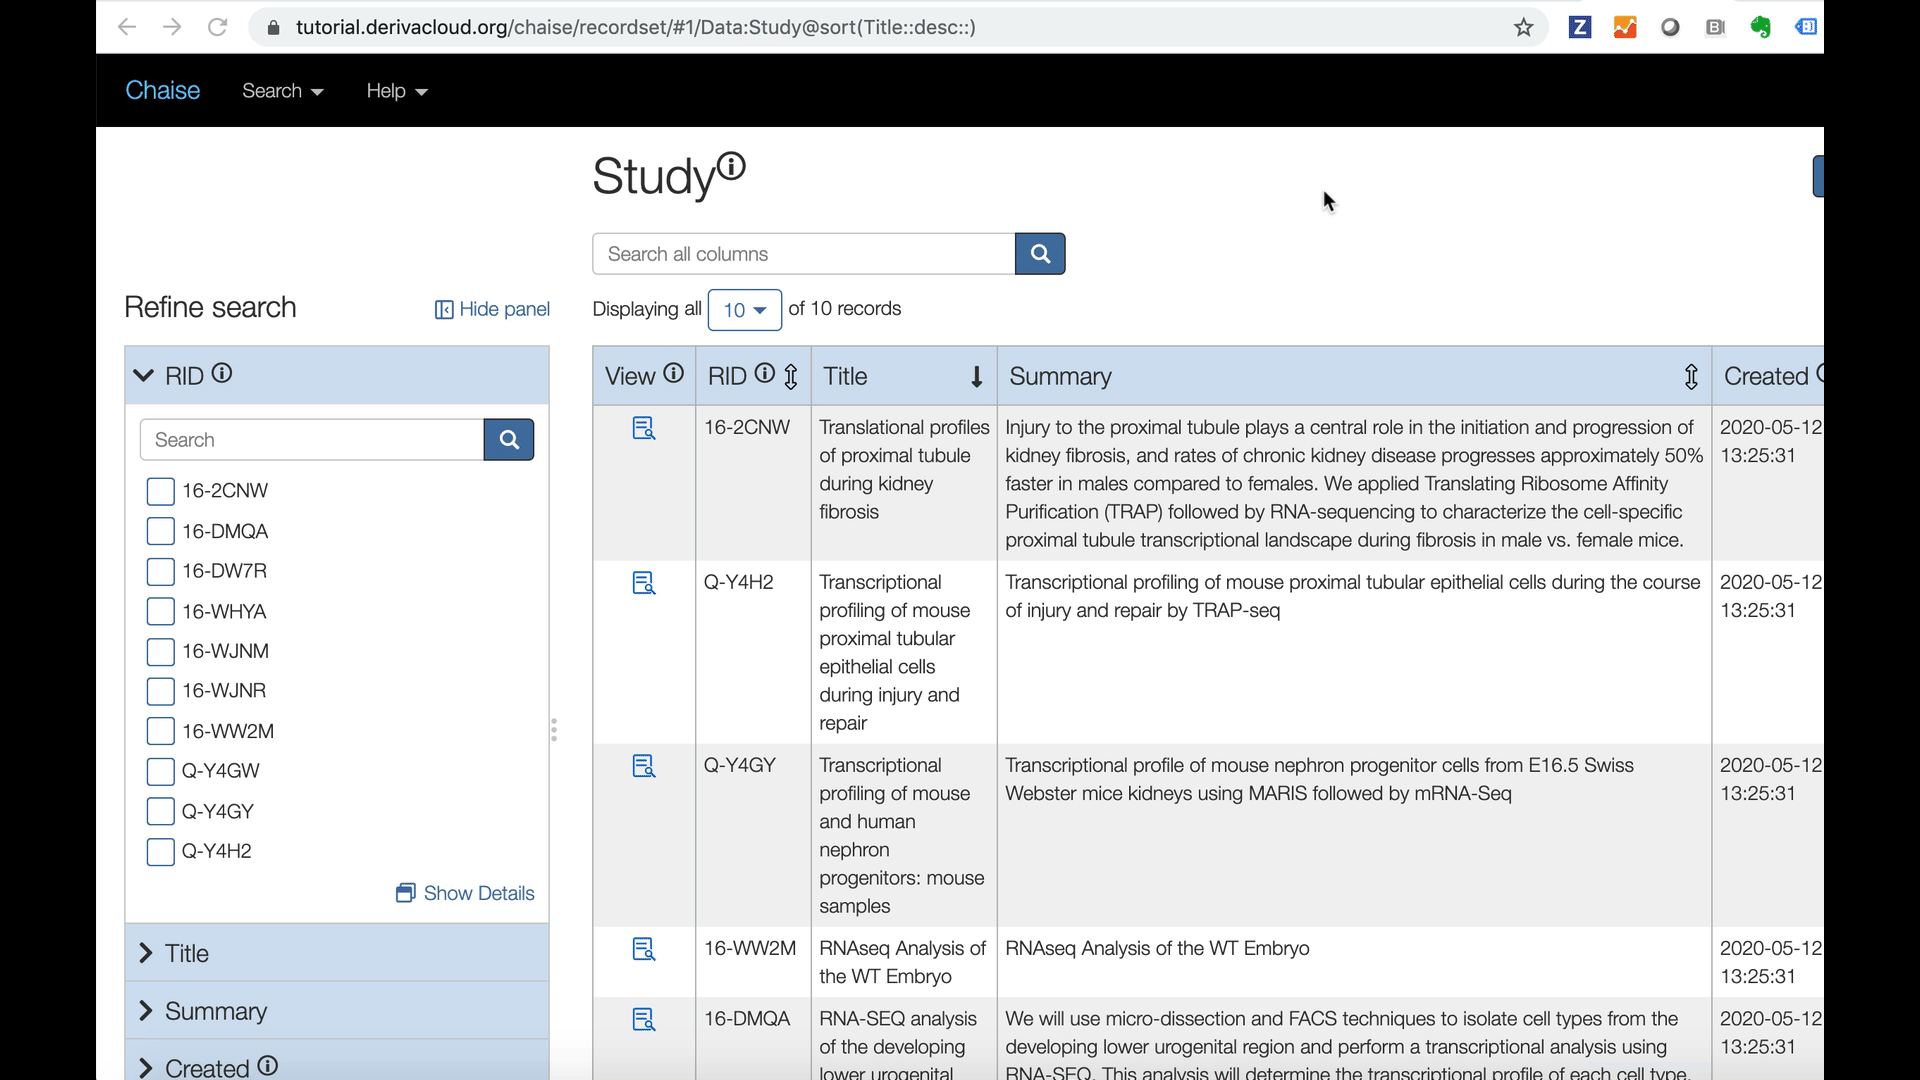 tutorial.derivacloud.org/chaise/recordset/#1/Data:Study@sort(Title::desc::)
Chaise Search Help
Study
Search all columns
Displaying all 10 of 10 records
Refine search Hide panel
RID
Search
16-2CNW
16-DMQA
16-DW7R
16-WHYA
16-WJNM
16-WJNR
16-WW2M
Q-Y4GW
Q-Y4GY
Q-Y4H2
Show Details
Title
Summary
Created
View RID Title Summary Created
16-2CNW
Translational profiles
of proximal tubule
during kidney
fibrosis
Injury to the proximal tubule plays a central role in the initiation and progression of
kidney fibrosis, and rates of chronic kidney disease progresses approximately 50%
faster in males compared to females. We applied Translating Ribosome Affinity
Purification (TRAP) followed by RNA-sequencing to characterize the cell-specific
proximal tubule transcriptional landscape during fibrosis in male vs. female mice.
2020-05-12
13:25:31
Q-Y4H2
Transcriptional
profiling of mouse
proximal tubular
epithelial cells
during injury and
repair
Transcriptional profiling of mouse proximal tubular epithelial cells during the course
of injury and repair by TRAP-seq
2020-05-12
13:25:31
Q-Y4GY
Transcriptional
profiling of mouse
and human
nephron
progenitors: mouse
samples
Transcriptional profile of mouse nephron progenitor cells from E16.5 Swiss
Webster mice kidneys using MARIS followed by mRNA-Seq
2020-05-12
13:25:31
16-WW2M
RNAseq Analysis of
the WT Embryo
RNAseq Analysis of the WT Embryo
2020-05-12
13:25:31
16-DMQA
RNA-SEQ analysis
of the developing
lower urogenital
We will use micro-dissection and FACS techniques to isolate cell types from the
developing lower urogenital region and perform a transcriptional analysis using
RNA-SEQ. This analysis will determine the transcriptional profile of each cell type,
2020-05-12
13:25:31